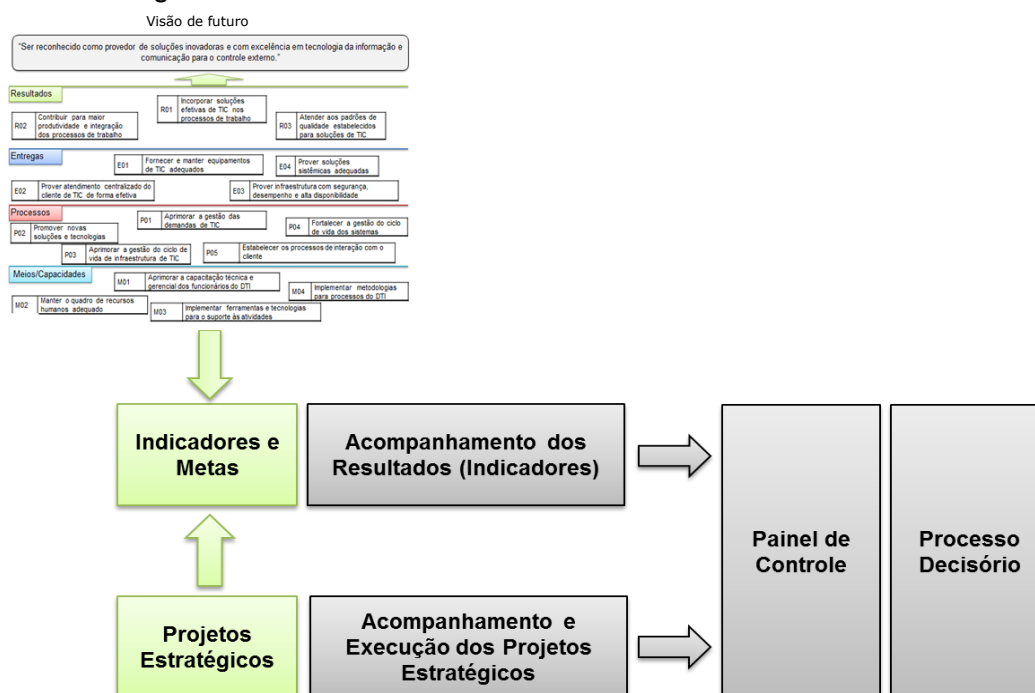 Visão de futuro
"Ser reconhecido como provedor de soluções inovadoras e com excelência em tecnologia da informação e
comunicação para o controle externo."
Resultados
R01
Incorporar soluções
efetivas de TIC nos
processos de trabalho
R02
Contribuir para maior
produtividade e integração
dos processos de trabalho
R03
Atender aos padrões de
qualidade estabelecidos
para soluções de TIC
Entregas
E01
Fornecer e manter equipamentos
de TIC adequados
E04
Prover soluções
sistêmicas adequadas
E02
Prover atendimento centralizado do
cliente de TIC de forma efetiva
E03
Prover infraestrutura com segurança,
desempenho e alta disponibilidade
Processos
P01
Aprimorar a gestão das
demandas de TIC
P04
Fortalecer a gestão do ciclo
de vida dos sistemas
P02
Promover novas
soluções e tecnologias
P03
Aprimorar a gestão do ciclo de
vida de infraestrutura de TIC
P05
Estabelecer os processos de interação com o
cliente
Meios/Capacidades
M01
Aprimorar a capacitação técnica e
gerencial dos funcionários do DTI
M04
Implementar metodologias
para processos do DTI
M02
Manter o quadro de recursos
humanos adequado
M03
Implementar ferramentas e tecnologias
para o suporte às atividades
Indicadores e
Metas
Acompanhamento dos
Resultados (Indicadores)
Painel de
Controle
Processo
Decisório
Projetos
Estratégicos
Acompanhamento e
Execução dos Projetos
Estratégicos